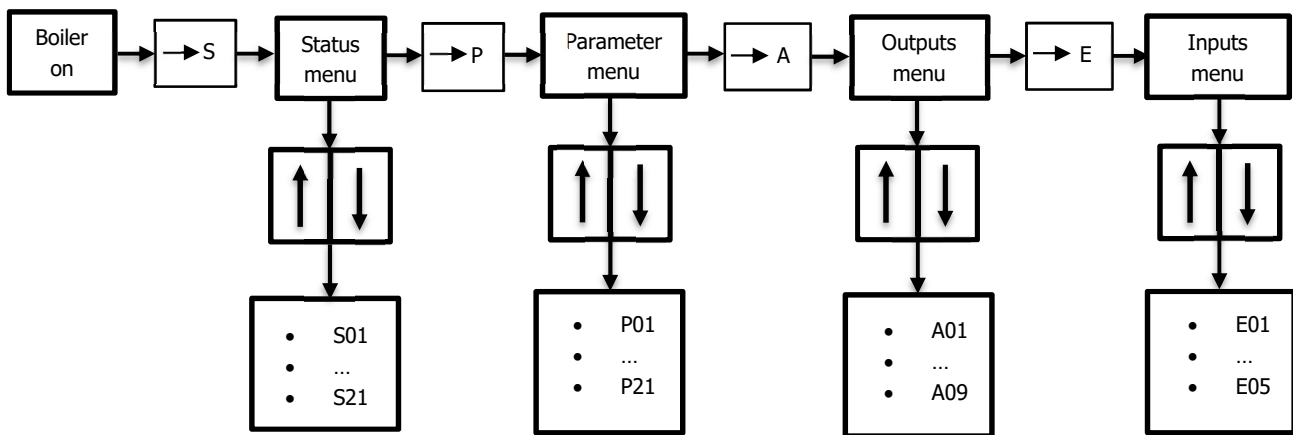 Boiler
on
S
Status
menu
P
Parameter
menu
A
Outputs
menu
E
Inputs
menu
• S01
• ...
• S21
• P01
• ...
• P21
• A01
• ...
• A09
• E01
• ...
• E05